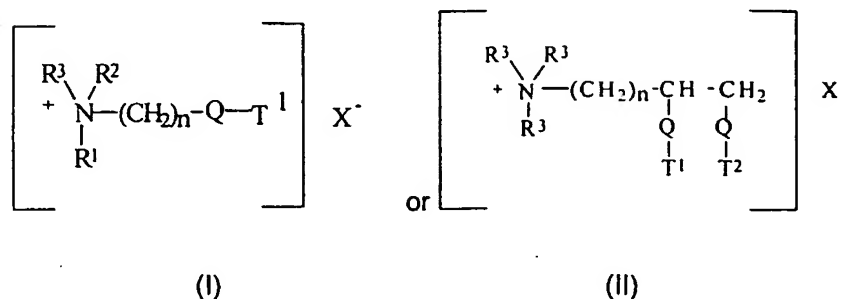 R³ R²
+ N—(CH₂)n-Q—T¹ X⁻
R¹
(I)
or
R³ R³
+ N—(CH₂)n-CH-CH₂ X
R³ Q Q
T¹ T²
(II)